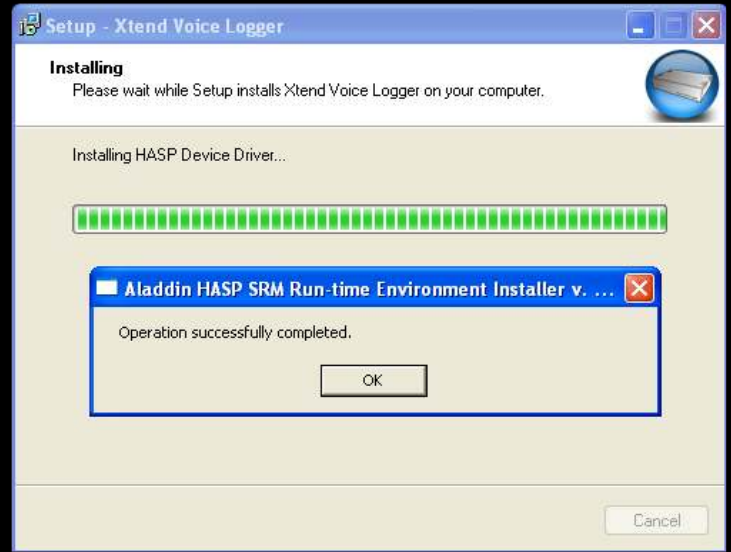 Setup - Xtend Voice Logger
Installing
Please wait while Setup installs Xtend Voice Logger on your computer.
Installing HASP Device Driver...
Aladdin HASP SRM Run-time Environment Installer v. ...
Operation successfully completed.
OK
Cancel